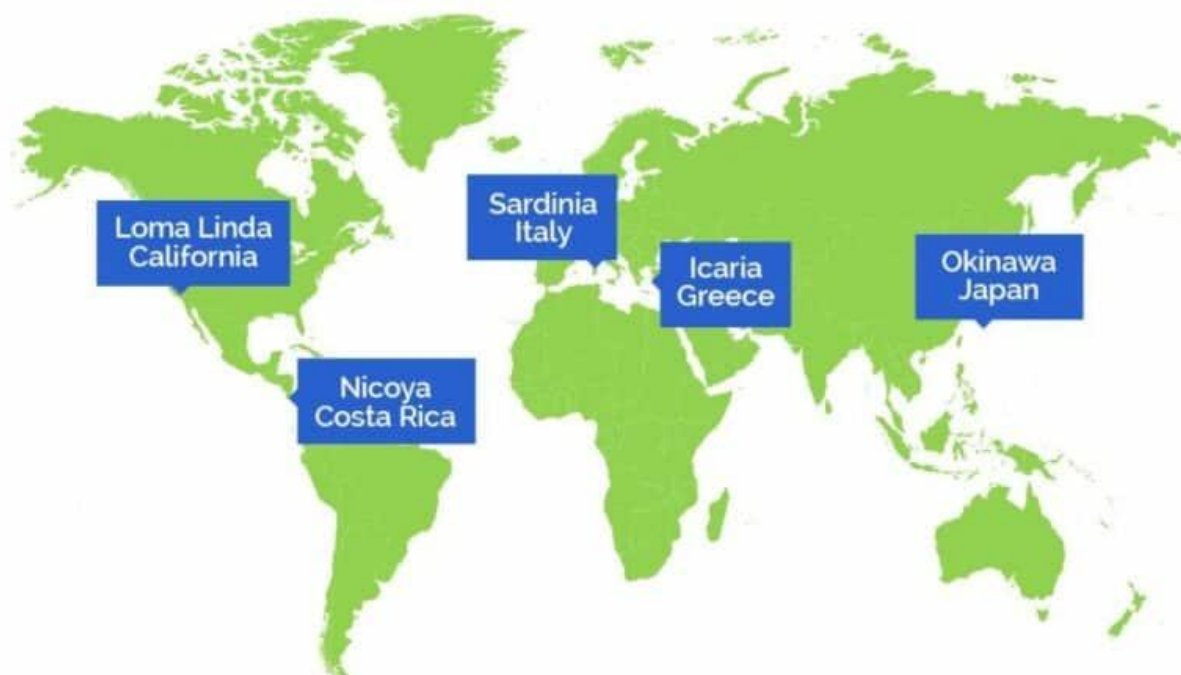 Loma Linda
California
Sardinia
Italy
Icaria
Greece
Okinawa
Japan
Nicoya
Costa Rica